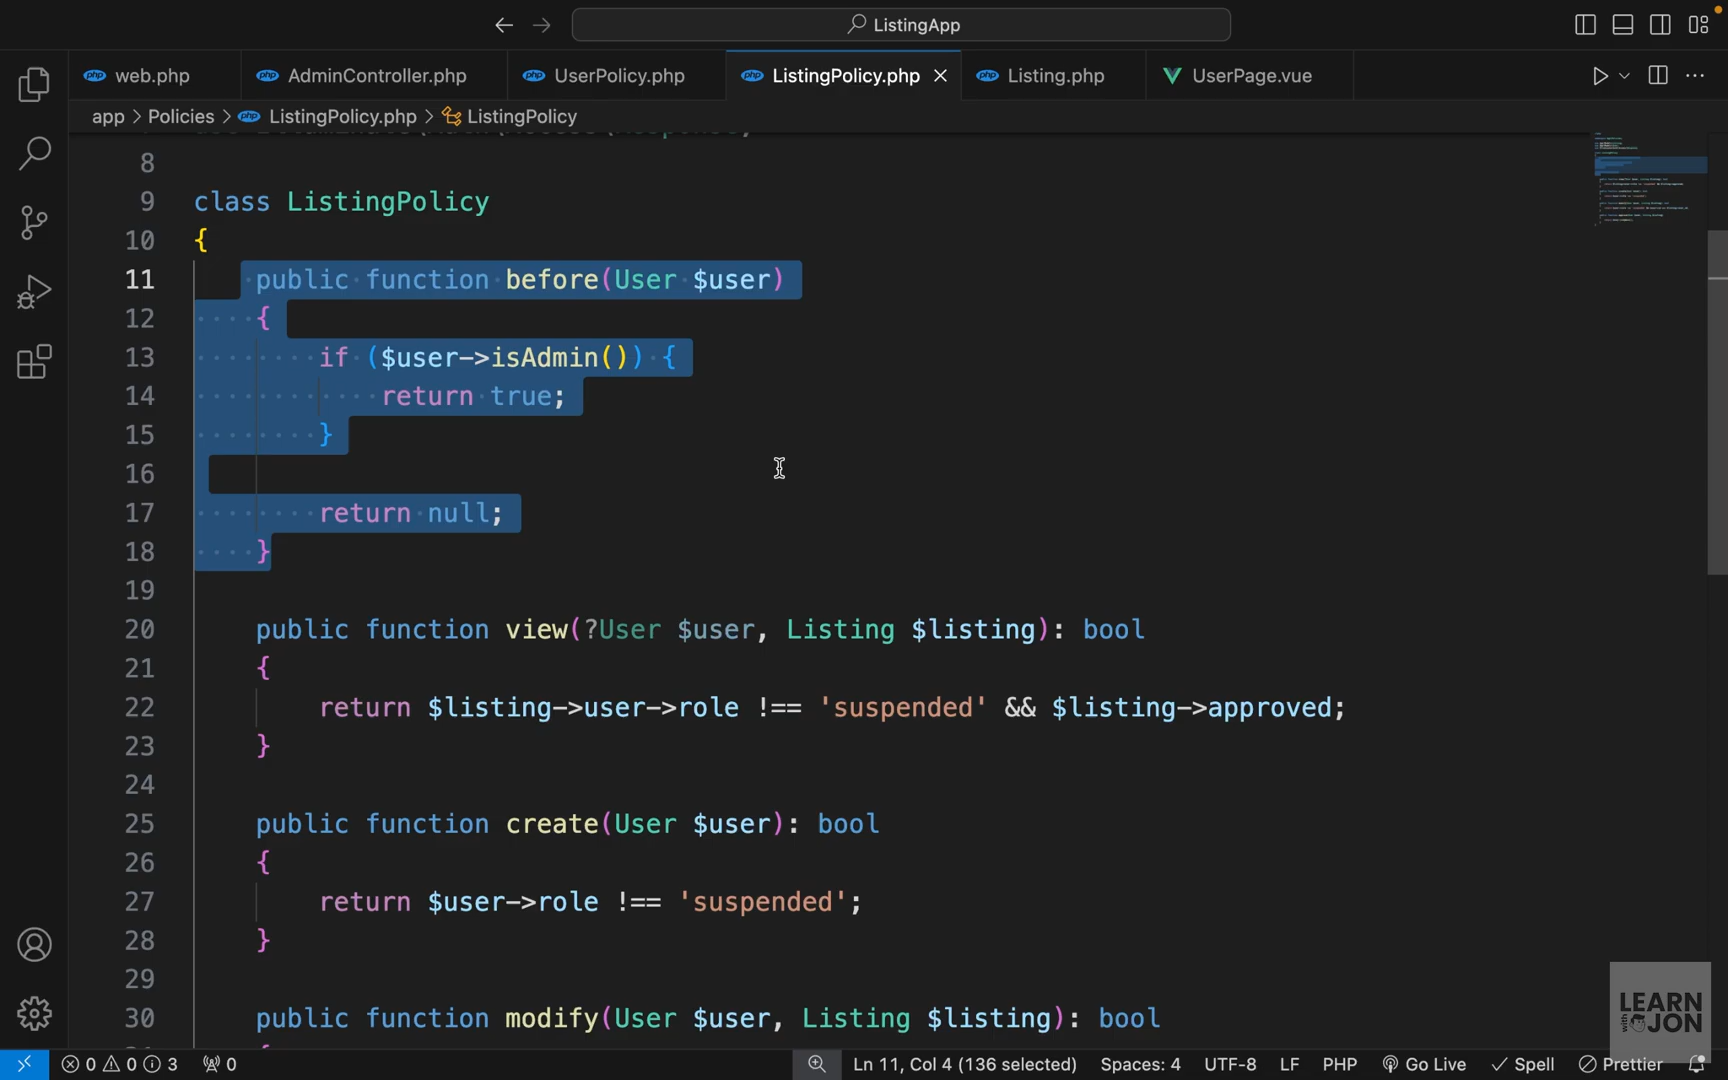 ListingApp
web.php AdminController.php UserPolicy.php ListingPolicy.php Listing.php UserPage.vue
app > Policies > ListingPolicy.php > ListingPolicy
8
9 class ListingPolicy
10 {
11 public function before(User $user)
12 {
13 if ($user->isAdmin()) {
14 return true;
15 }
16
17 return null;
18 }
19
20 public function view(?User $user, Listing $listing): bool
21 {
22 return $listing->user->role !== 'suspended' && $listing->approved;
23 }
24
25 public function create(User $user): bool
26 {
27 return $user->role !== 'suspended';
28 }
29
30 public function modify(User $user, Listing $listing): bool
LEARN
with JON
0 0 3 0 Ln 11, Col 4 (136 selected) Spaces: 4 UTF-8 LF PHP Go Live Spell Prettier